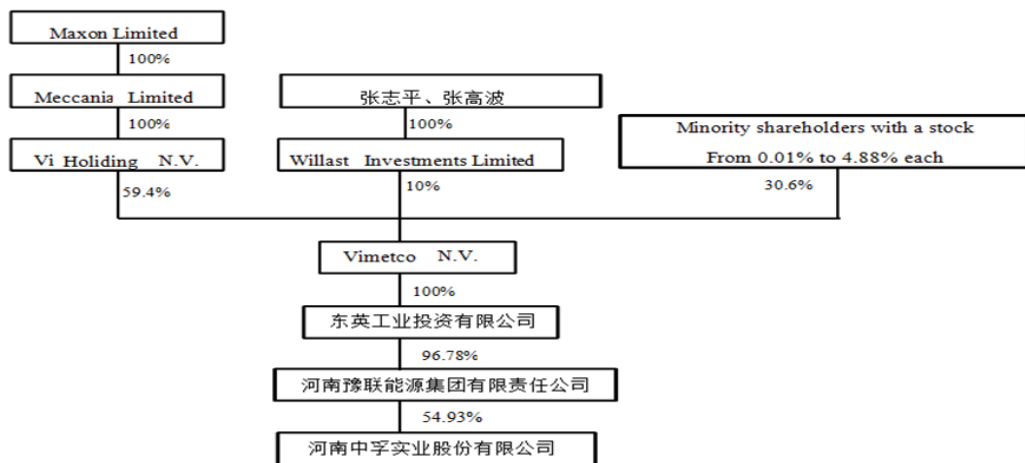 Maxon Limited
100%
Meccania Limited
100%
Vi Holiding N.V.
59.4%
张志平、张高波
100%
Willast Investments Limited
10%
Minority shareholders with a stock
From 0.01% to 4.88% each
30.6%
Vimetco N.V.
100%
东英工业投资有限公司
96.78%
河南豫联能源集团有限责任公司
54.93%
河南中孚实业股份有限公司